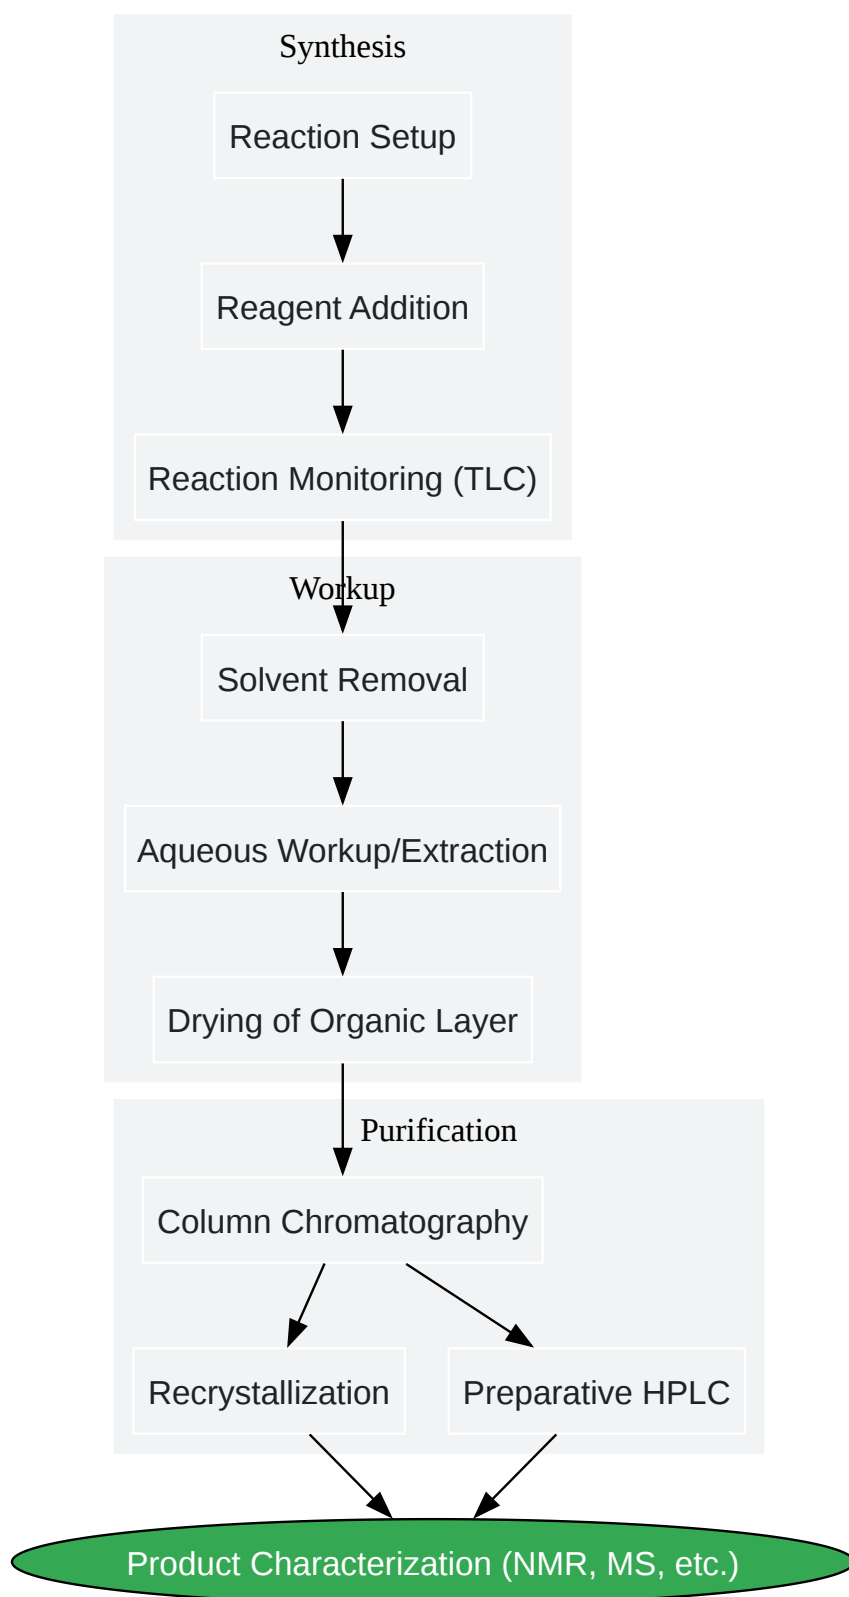 Synthesis
Reaction Setup
Reagent Addition
Reaction Monitoring (TLC)
Workup
Solvent Removal
Aqueous Workup/Extraction
Drying of Organic Layer
Purification
Column Chromatography
Recrystallization
Preparative HPLC
Product Characterization (NMR, MS, etc.)